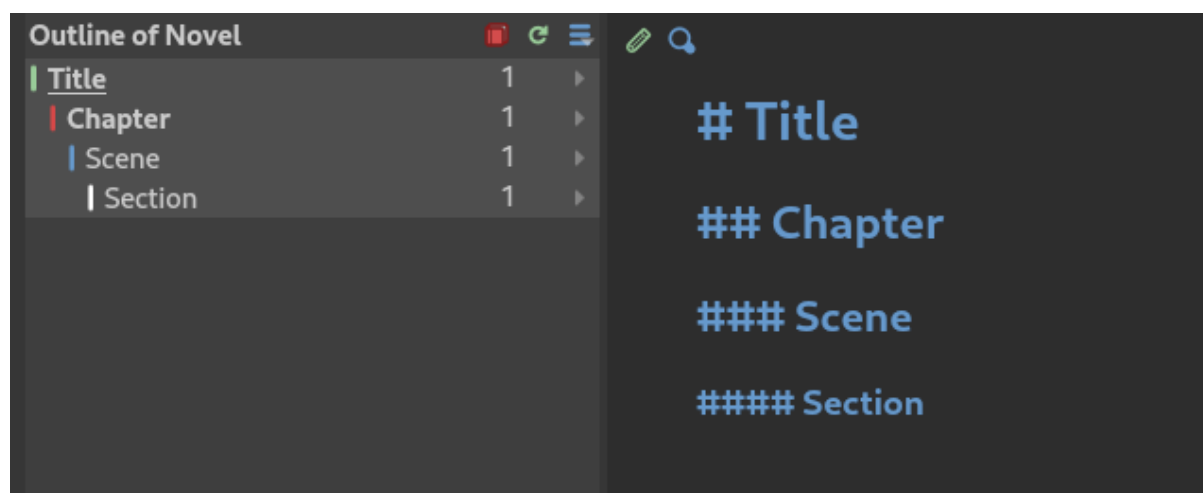 Outline of Novel
Title 1
Chapter 1
Scene 1
Section 1
# Title
## Chapter
### Scene
#### Section